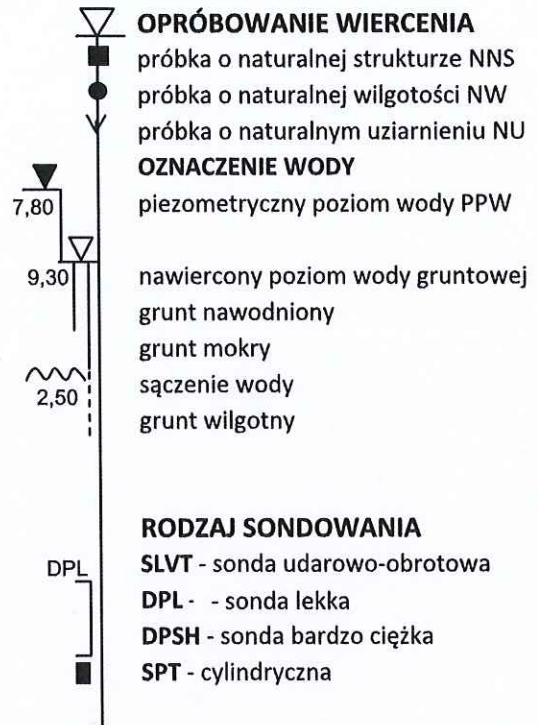 OPRÓBOWANIE WIERCENIA
próbka o naturalnej strukturze NNS
próbka o naturalnej wilgotości NW
próbka o naturalnym uziarnieniu NU
OZNACZENIE WODY
7,80 piezometryczny poziom wody PPW
9,30 nawiercony poziom wody gruntowej
grunt nawodniony
grunt mokry
sączenie wody
2,50
grunt wilgotny
RODZAJ SONDOWANIA
DPL SLVT - sonda udarowo-obrotowa
DPL - - sonda lekka
DPSH - sonda bardzo ciężka
SPT - cylindryczna